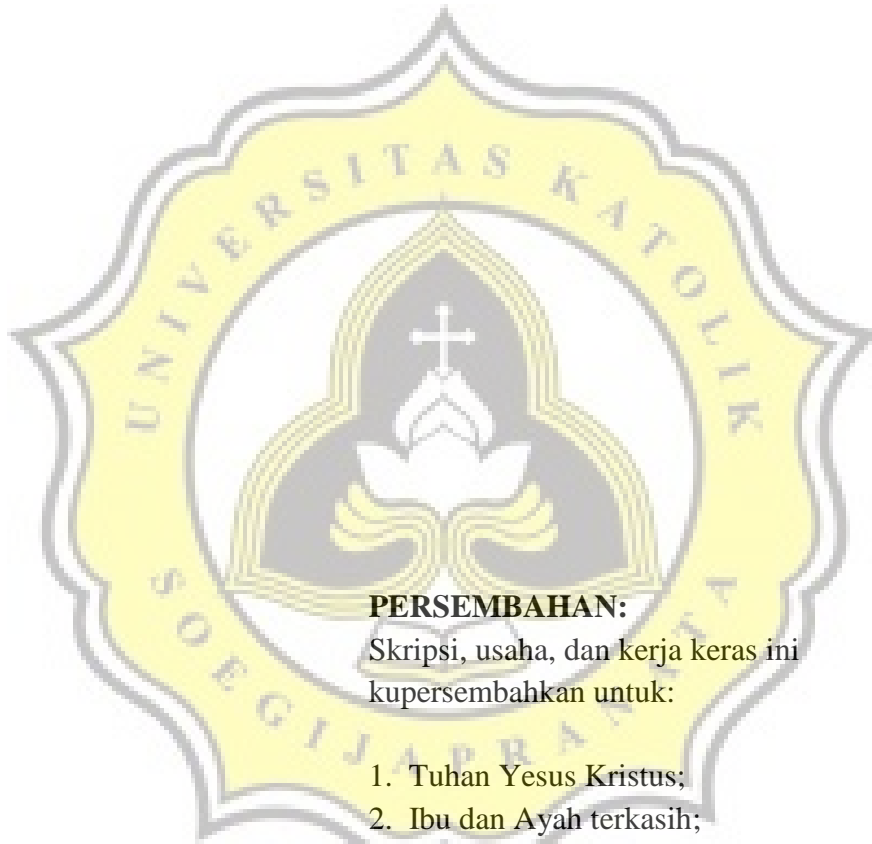 UNIVERSITAS KATOLIK
SOEGIJAPRANATA
PERSEMBAHAN:
Skripsi, usaha, dan kerja keras ini
kupersembahkan untuk:
1. Tuhan Yesus Kristus;
2. Ibu dan Ayah terkasih;